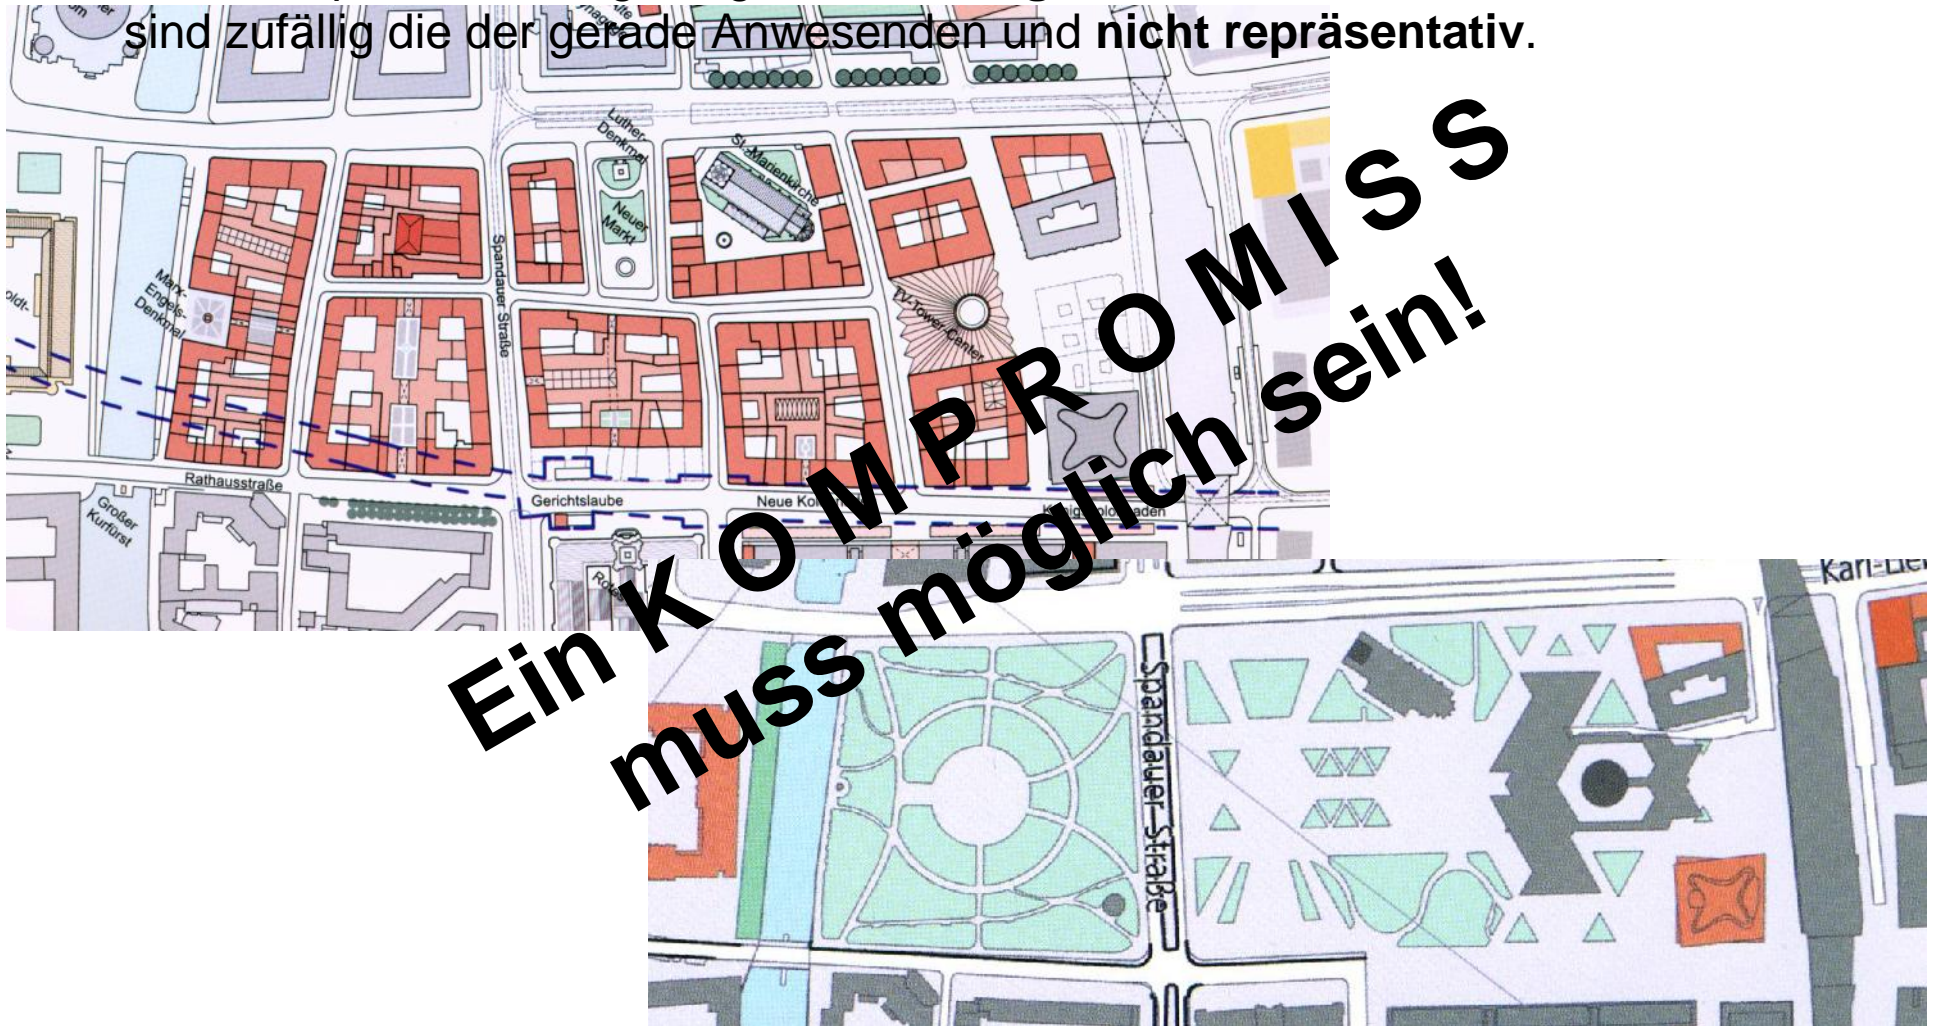 sind zufällig die der gerade Anwesenden und nicht repräsentativ.
Luther-
Denkmal
St. Marienkirche
Neuer
Markt
Spandauer Straße
Marx-
Engels-
Denkmal
TV-Tower-Center
Rathausstraße
Gerichtslaube
Großer
Kurfürst
Ein K O M P R O M I S S
muss möglich sein!
Spandauer Straße